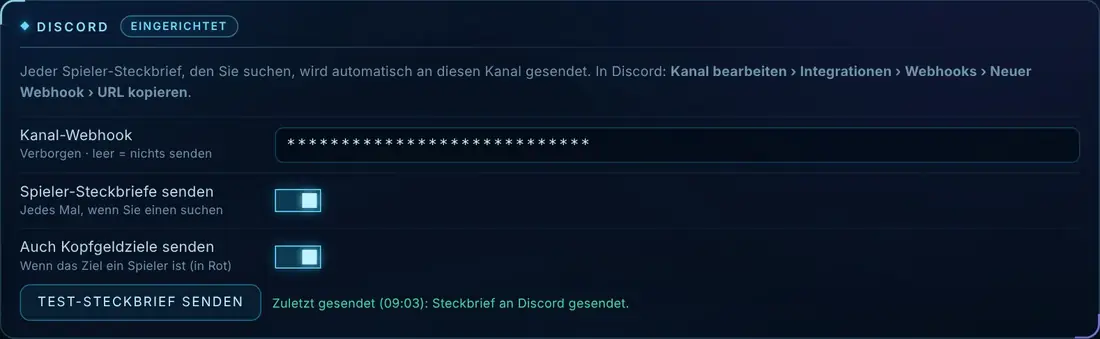 DISCORD EINGERICHTET
Jeder Spieler-Steckbrief, den Sie suchen, wird automatisch an diesen Kanal gesendet. In Discord: Kanal bearbeiten › Integrationen › Webhooks › Neuer
Webhook › URL kopieren.
Kanal-Webhook
Verborgen · leer = nichts senden
****************************
Spieler-Steckbriefe senden
Jedes Mal, wenn Sie einen suchen
Auch Kopfgeldziele senden
Wenn das Ziel ein Spieler ist (in Rot)
TEST-STECKBRIEF SENDEN Zuletzt gesendet (09:03): Steckbrief an Discord gesendet.